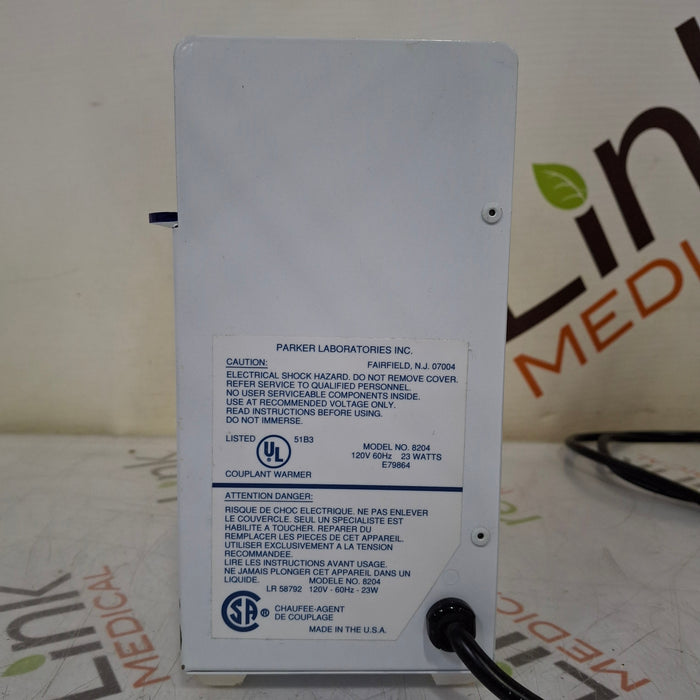 PARKER LABORATORIES INC.
CAUTION: FAIRFIELD, N.J. 07004
ELECTRICAL SHOCK HAZARD. DO NOT REMOVE COVER.
REFER SERVICE TO QUALIFIED PERSONNEL.
NO USER SERVICEABLE COMPONENTS INSIDE.
USE AT RECOMMENDED VOLTAGE ONLY.
READ INSTRUCTIONS BEFORE USING.
DO NOT IMMERSE.
LISTED 51B3
UL
MODEL NO. 8204
120V 60Hz 23 WATTS
E79864
COUPLANT WARMER
ATTENTION DANGER:
RISQUE DE CHOC ELECTRIQUE. NE PAS ENLEVER
LE COUVERCLE. SEUL UN SPECIALISTE EST
HABILITE A TOUCHER. REPARER DU
REMPLACER LES PIECES DE CET APPAREIL.
UTILISER EXCLUSIVEMENT A LA TENSION
RECOMMANDEE.
LIRE LES INSTRUCTIONS AVANT USAGE.
NE JAMAIS PLONGER CET APPAREIL DANS UN
LIQUIDE. MODELE NO. 8204
LR 58792 120V - 60Hz - 23W
SA ®
CHAUFEE-AGENT
DE COUPLAGE
MADE IN THE U.S.A.
Link
MEDICAL
Link
MEDICAL